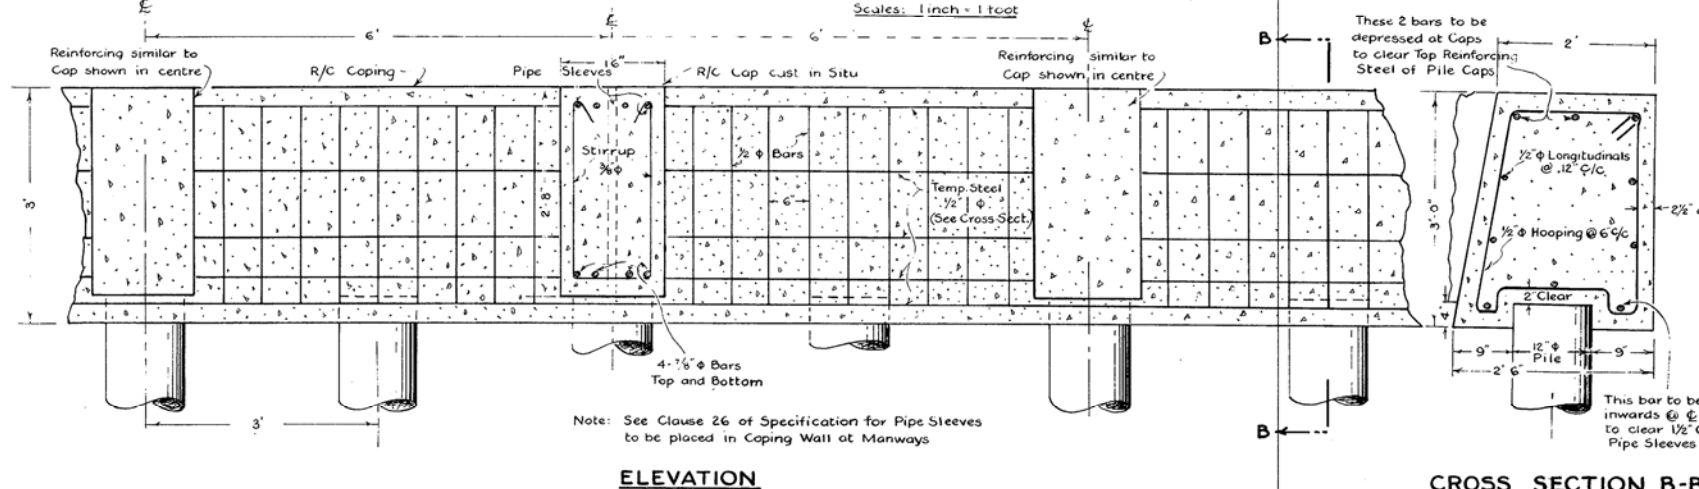 Scales: 1 inch = 1 foot
℄
℄
℄
6'
6'
Reinforcing similar to
Cap shown in centre
R/C Coping
Pipe Sleeves
16"
R/C Cap cust in Situ
Reinforcing similar to
Cap shown in centre
B
B
These 2 bars to be
depressed at Caps
to clear Top Reinforcing
Steel of Pile Caps
2'
3'
Stirrup
⅜"ϕ
2'8"
½"ϕ Bars
6"
Temp. Steel
½" ϕ
(See Cross Sect.)
3'.0"
½"ϕ Longitudinals
@ .12" C/C.
½"ϕ Hooping @ 6" C/C
2½"
2" Clear
4"
9"
12"ϕ
Pile
9"
2' 6"
4-⅞"ϕ Bars
Top and Bottom
3'
Note: See Clause 26 of Specification for Pipe Sleeves
to be placed in Coping Wall at Manways
This bar to be
inwards @ ℄
to clear 1½"
Pipe Sleeves
ELEVATION
CROSS SECTION B-B